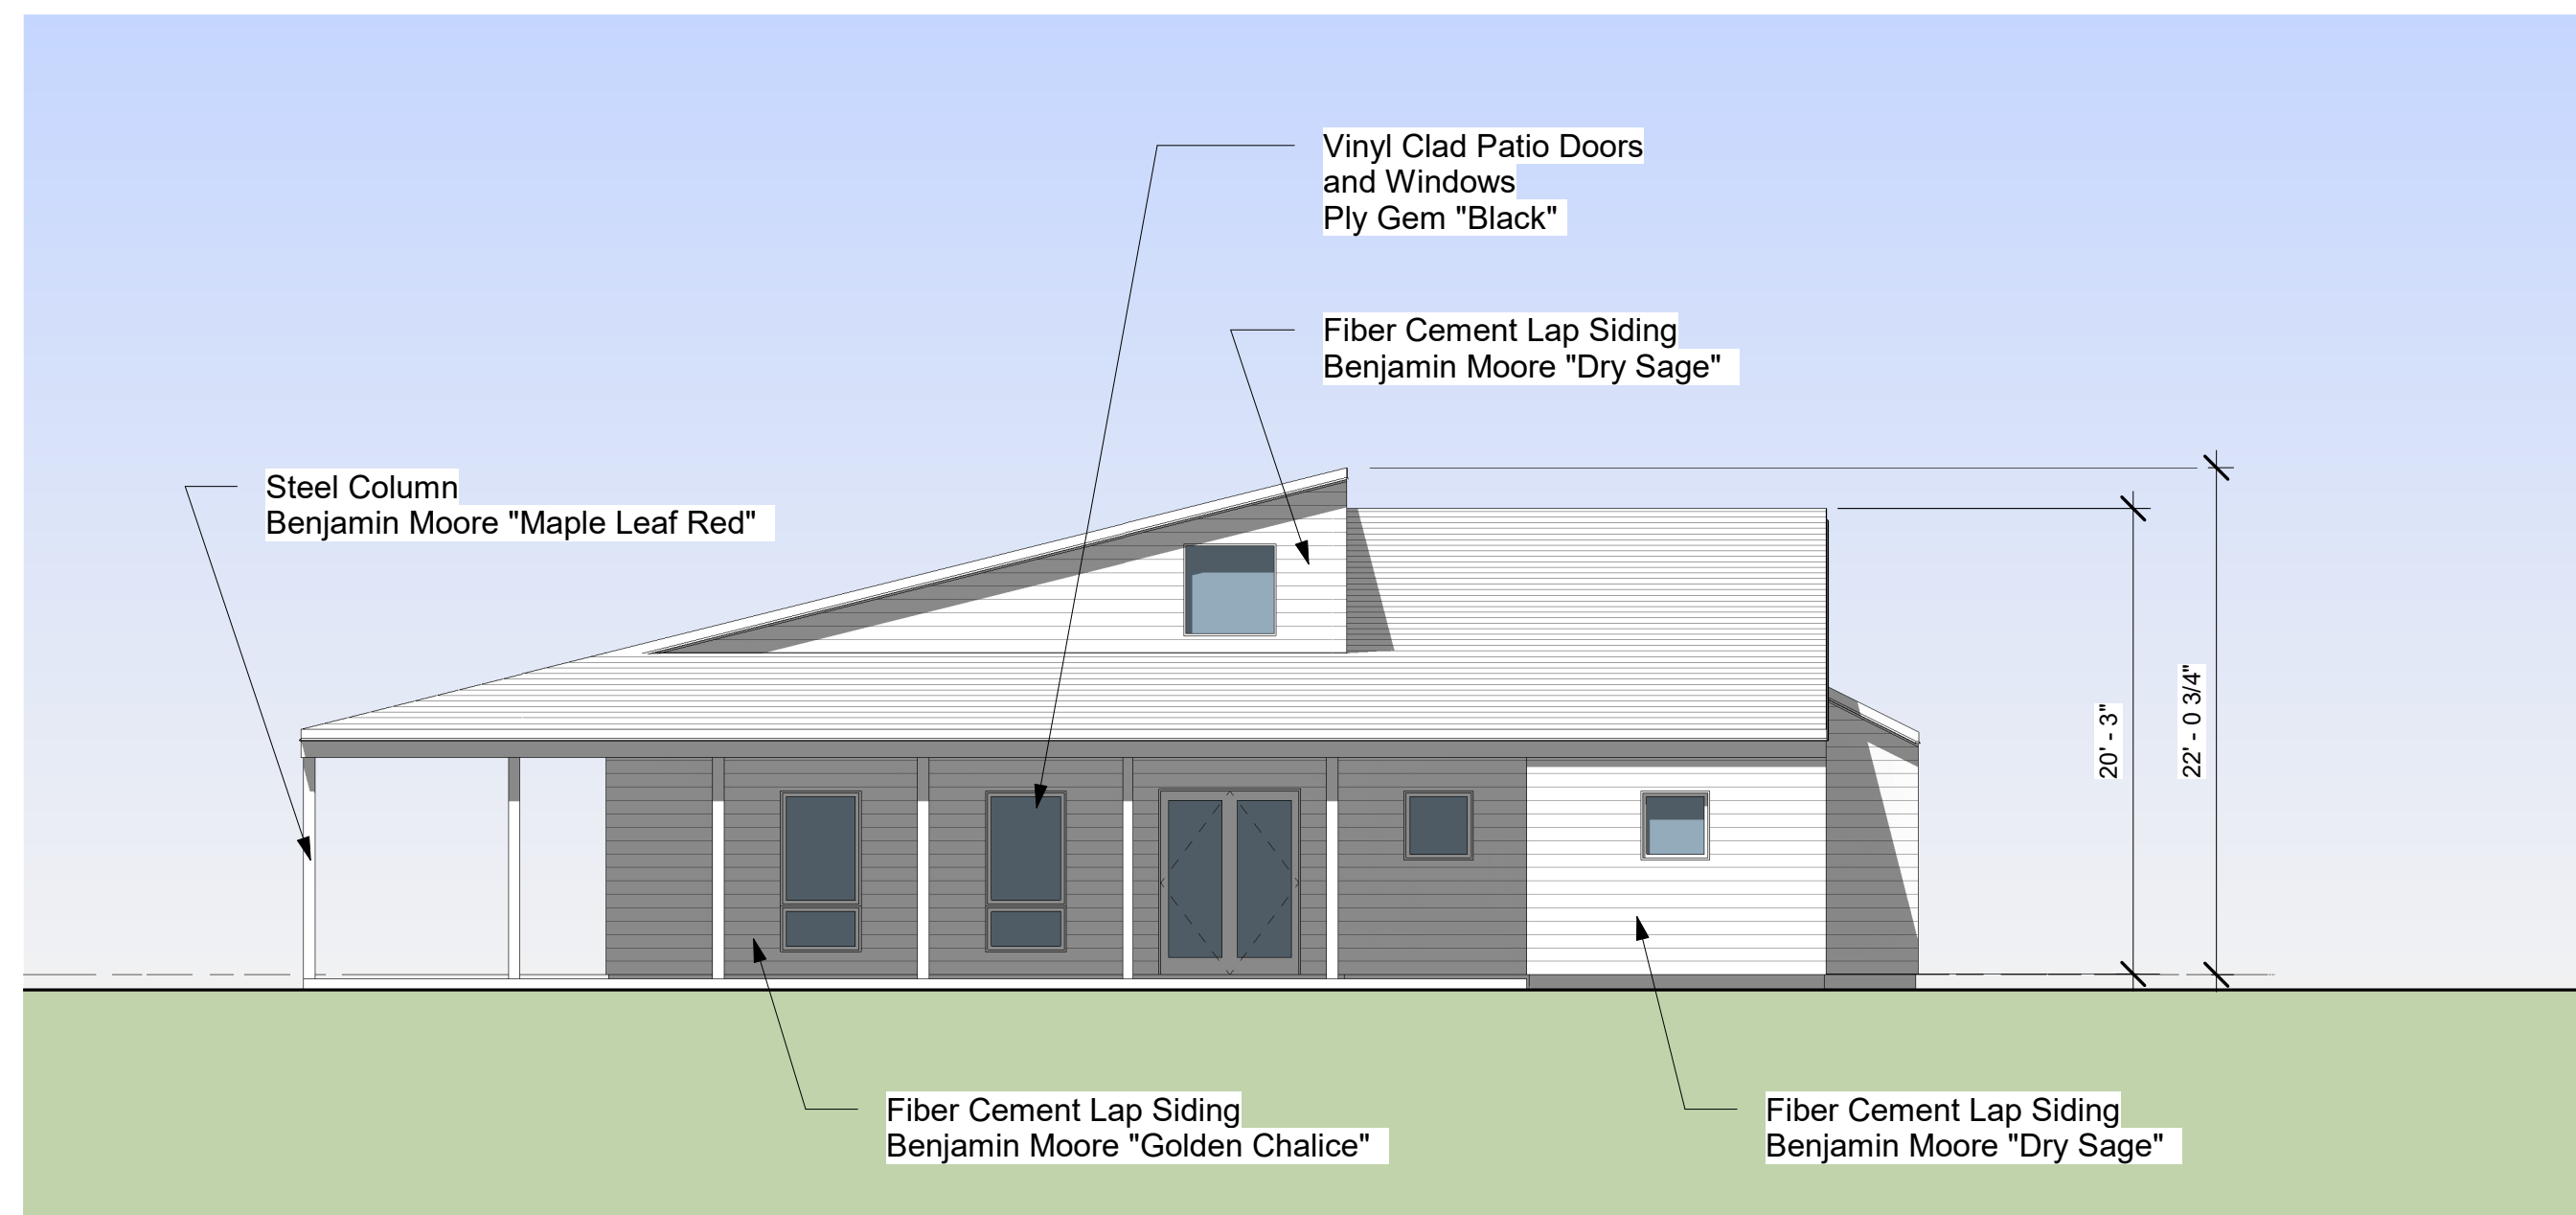 Vinyl Clad Patio Doors
and Windows
Ply Gem "Black"
Fiber Cement Lap Siding
Benjamin Moore "Dry Sage"
Steel Column
Benjamin Moore "Maple Leaf Red"
20' - 3"
22' - 0 3/4"
Fiber Cement Lap Siding
Benjamin Moore "Golden Chalice"
Fiber Cement Lap Siding
Benjamin Moore "Dry Sage"